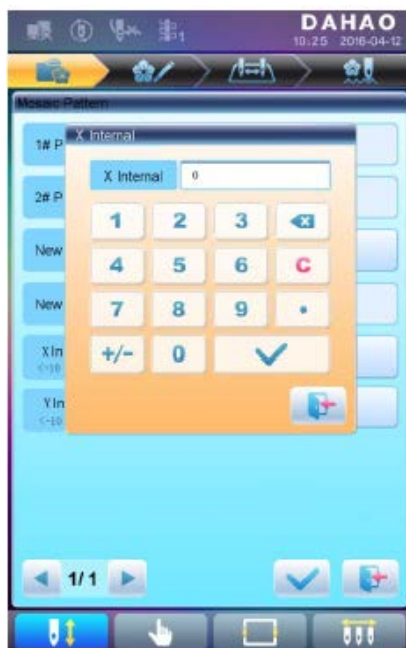 DAHAO
1
10:25 2016-04-12
Mosaic Pattern
X Internal
1# P
X Internal 0
2# P
1 2 3
New
4 5 6 C
New
7 8 9 .
X In
+/- 0
Y In
1/1